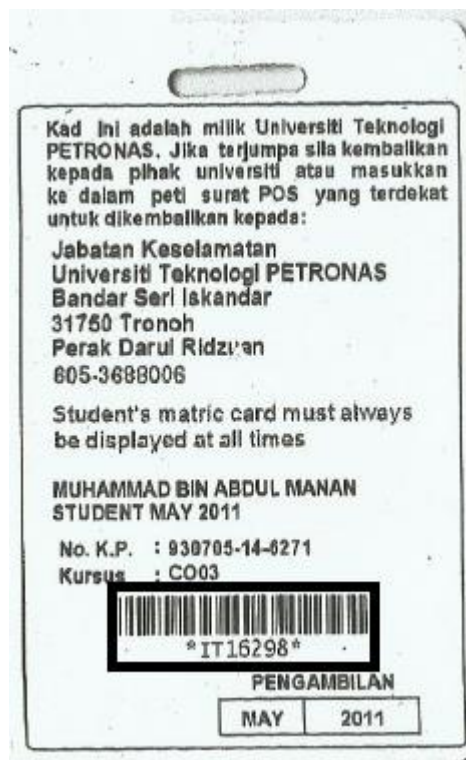 Kad ini adalah milik Universiti Teknologi
PETRONAS. Jika terjumpa sila kembalikan
kepada pihak universiti atau masukkan
ke dalam peti surat POS yang terdekat
untuk dikembalikan kepada:
Jabatan Keselamatan
Universiti Teknologi PETRONAS
Bandar Seri Iskandar
31750 Tronoh
Perak Darul Ridzuan
605-3688006
Student's matric card must always
be displayed at all times
MUHAMMAD BIN ABDUL MANAN
STUDENT MAY 2011
No. K.P. : 930705-14-6271
Kursus : CO03
*IT16298*
PENGAMBILAN
MAY 2011